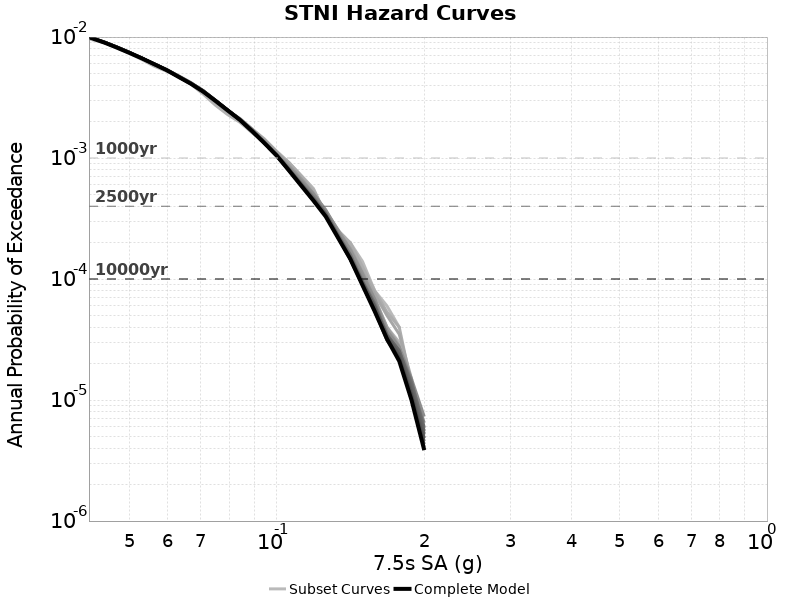 STNI Hazard Curves
Annual Probability of Exceedance
10-2
10-3
10-4
10-5
10-6
1000yr
2500yr
10000yr
5 6 7 10-1 2 3 4 5 6 7 8 100
7.5s SA (g)
Subset Curves Complete Model